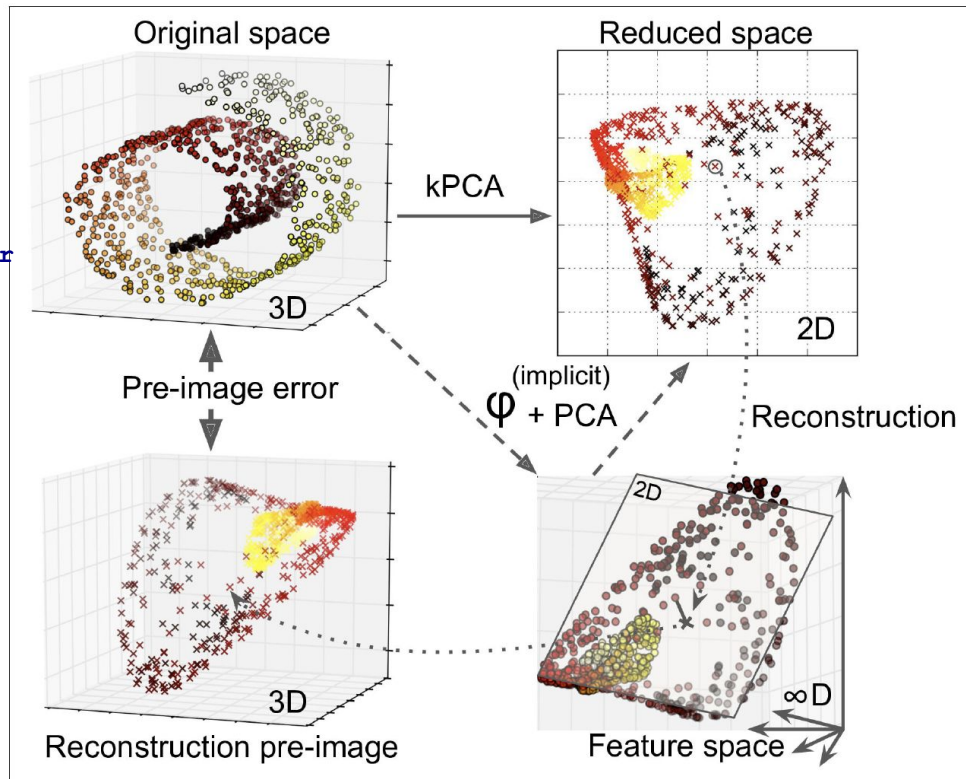 Original space
Reduced space
kPCA
r
3D
2D
Pre-image error
(implicit)
φ + PCA
Reconstruction
2D
3D
∞D
Reconstruction pre-image
Feature space